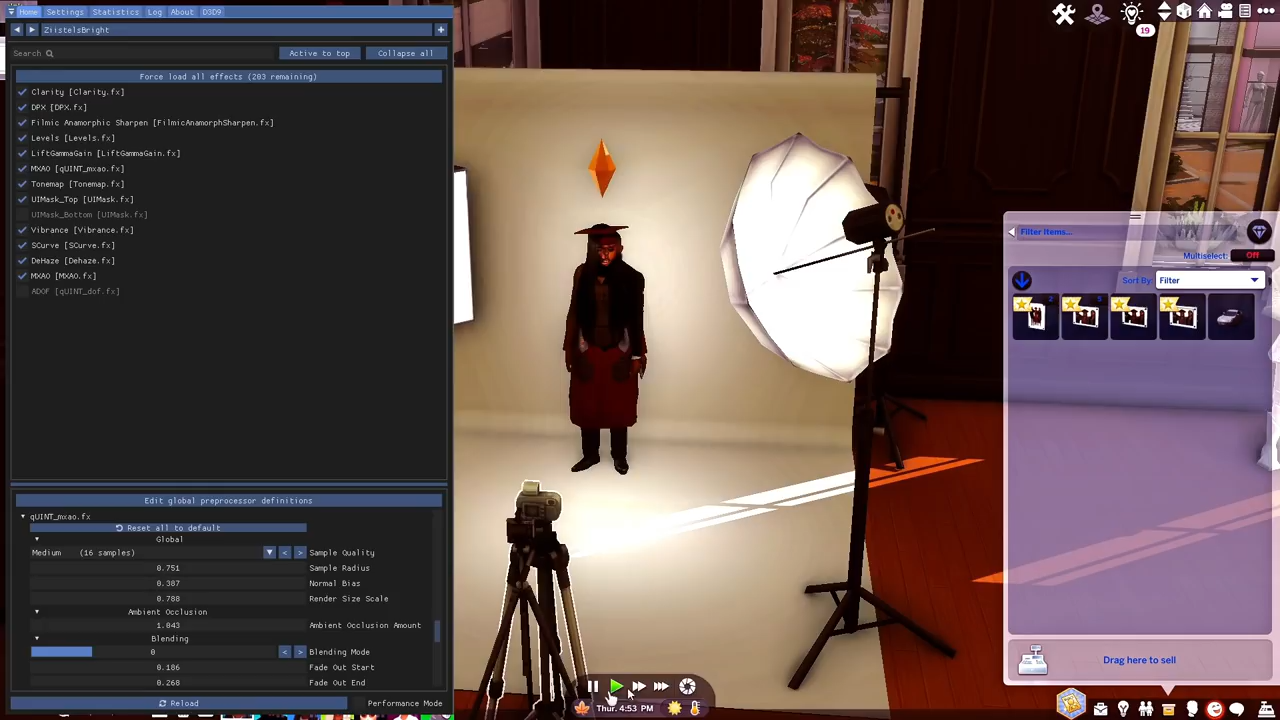 Home Settings Statistics Log About D3D9
ZiistelsBright +
Search Active to top Collapse all
Force load all effects (203 remaining)
Clarity [Clarity.fx]
DPX [DPX.fx]
Filmic Anamorphic Sharpen [FilmicAnamorphSharpen.fx]
Levels [Levels.fx]
LiftGammaGain [LiftGammaGain.fx]
MXAO [qUINT_mxao.fx]
Tonemap [Tonemap.fx]
UIMask_Top [UIMask.fx]
UIMask_Bottom [UIMask.fx]
Vibrance [Vibrance.fx]
SCurve [SCurve.fx]
DeHaze [Dehaze.fx]
MXAO [MXAO.fx]
ADOF [qUINT_dof.fx]
Edit global preprocessor definitions
qUINT_mxao.fx
Reset all to default
Global
Medium (16 samples) < > Sample Quality
0.751 Sample Radius
0.387 Normal Bias
0.788 Render Size Scale
Ambient Occlusion
1.043 Ambient Occlusion Amount
Blending
0 < > Blending Mode
0.186 Fade Out Start
0.268 Fade Out End
Reload Performance Mode
Thur. 4:53 PM
19
Filter Items...
Multiselect: Off
Sort By: Filter
2
Drag here to sell